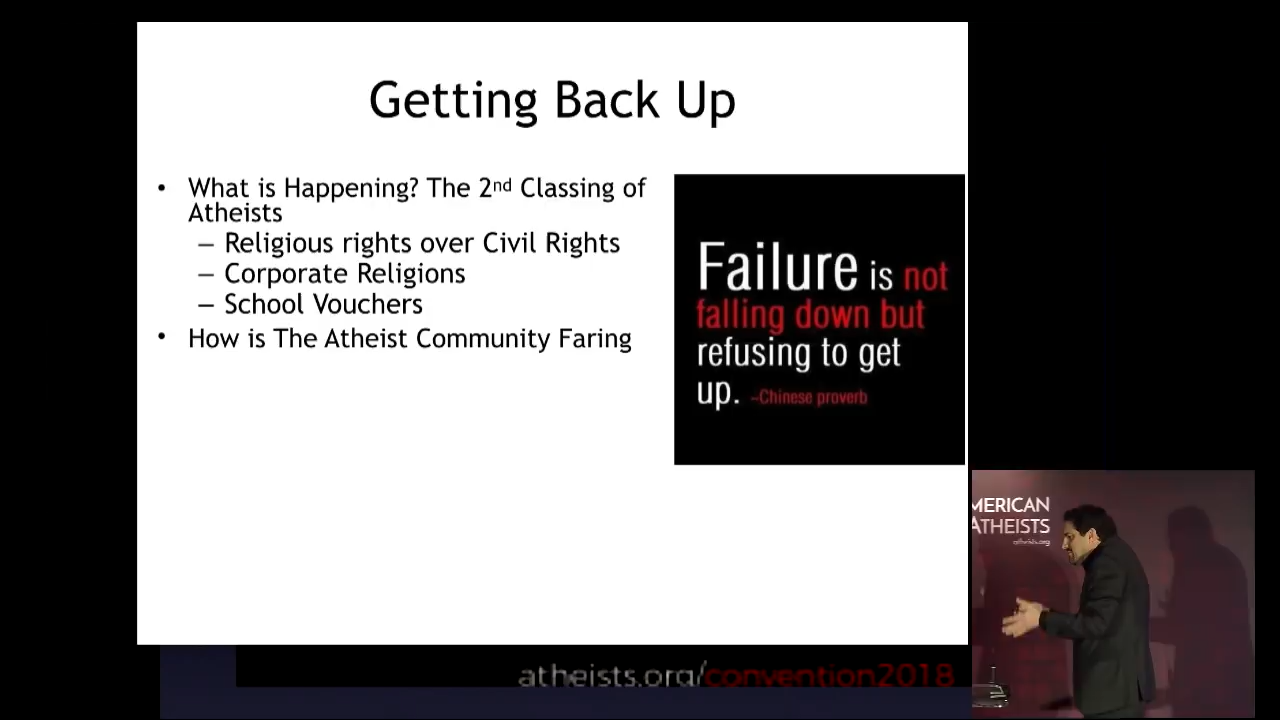 Getting Back Up
• What is Happening? The 2nd Classing of
Atheists
– Religious rights over Civil Rights
– Corporate Religions
– School Vouchers
• How is The Atheist Community Faring
Failure is not
falling down but
refusing to get
up. –Chinese proverb
MERICAN
ATHEISTS
atheists.org
atheists.org/convention2018